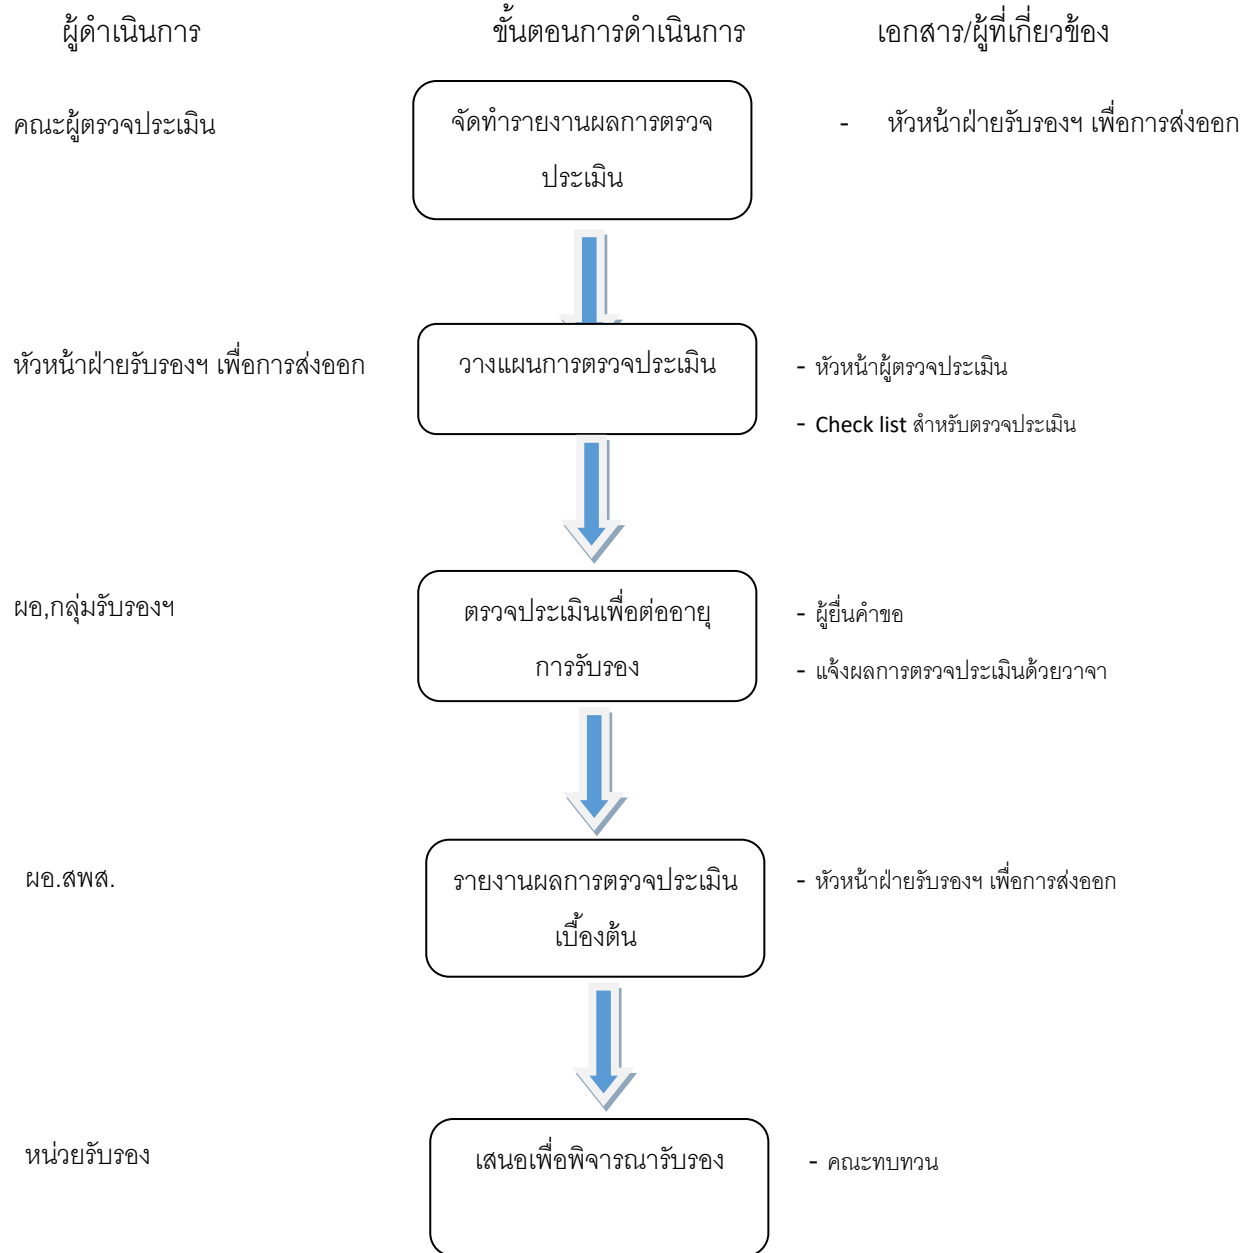 ผู้ดำเนินการ ขั้นตอนการดำเนินการ เอกสาร/ผู้ที่เกี่ยวข้อง
คณะผู้ตรวจประเมิน
จัดทำรายงานผลการตรวจ
ประเมิน
- หัวหน้าฝ่ายรับรองฯ เพื่อการส่งออก
หัวหน้าฝ่ายรับรองฯ เพื่อการส่งออก
วางแผนการตรวจประเมิน
- หัวหน้าผู้ตรวจประเมิน
- Check list สำหรับตรวจประเมิน
ผอ,กลุ่มรับรองฯ
ตรวจประเมินเพื่อต่ออายุ
การรับรอง
- ผู้ยื่นคำขอ
- แจ้งผลการตรวจประเมินด้วยวาจา
ผอ.สพส.
รายงานผลการตรวจประเมิน
เบื้องต้น
- หัวหน้าฝ่ายรับรองฯ เพื่อการส่งออก
หน่วยรับรอง
เสนอเพื่อพิจารณารับรอง
- คณะทบทวน